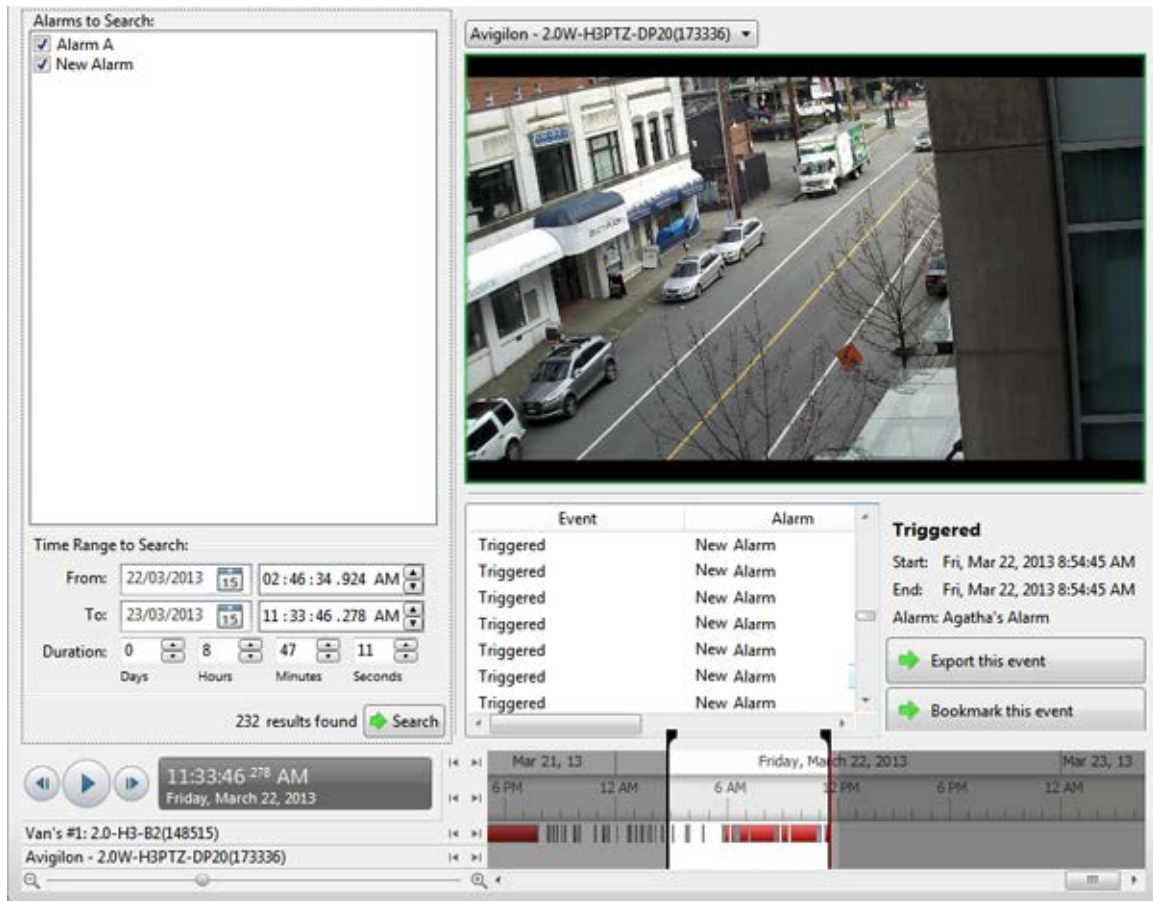 Alarms to Search:
Alarm A
New Alarm
Time Range to Search:
From: 22/03/2013 15 02:46:34.924 AM
To: 23/03/2013 15 11:33:46.278 AM
Duration: 0 8 47 11
Days Hours Minutes Seconds
232 results found Search
Avigilon - 2.0W-H3PTZ-DP20(173336)
Event Alarm
Triggered New Alarm
Triggered New Alarm
Triggered New Alarm
Triggered New Alarm
Triggered New Alarm
Triggered New Alarm
Triggered New Alarm
Triggered
Start: Fri, Mar 22, 2013 8:54:45 AM
End: Fri, Mar 22, 2013 8:54:45 AM
Alarm: Agatha's Alarm
Export this event
Bookmark this event
11:33:46 278 AM
Friday, March 22, 2013
Van's #1: 2.0-H3-B2(148515)
Avigilon - 2.0W-H3PTZ-DP20(173336)
Mar 21, 13 Friday, March 22, 2013 Mar 23, 13
6 PM 12 AM 6 AM 12 PM 6 PM 12 AM